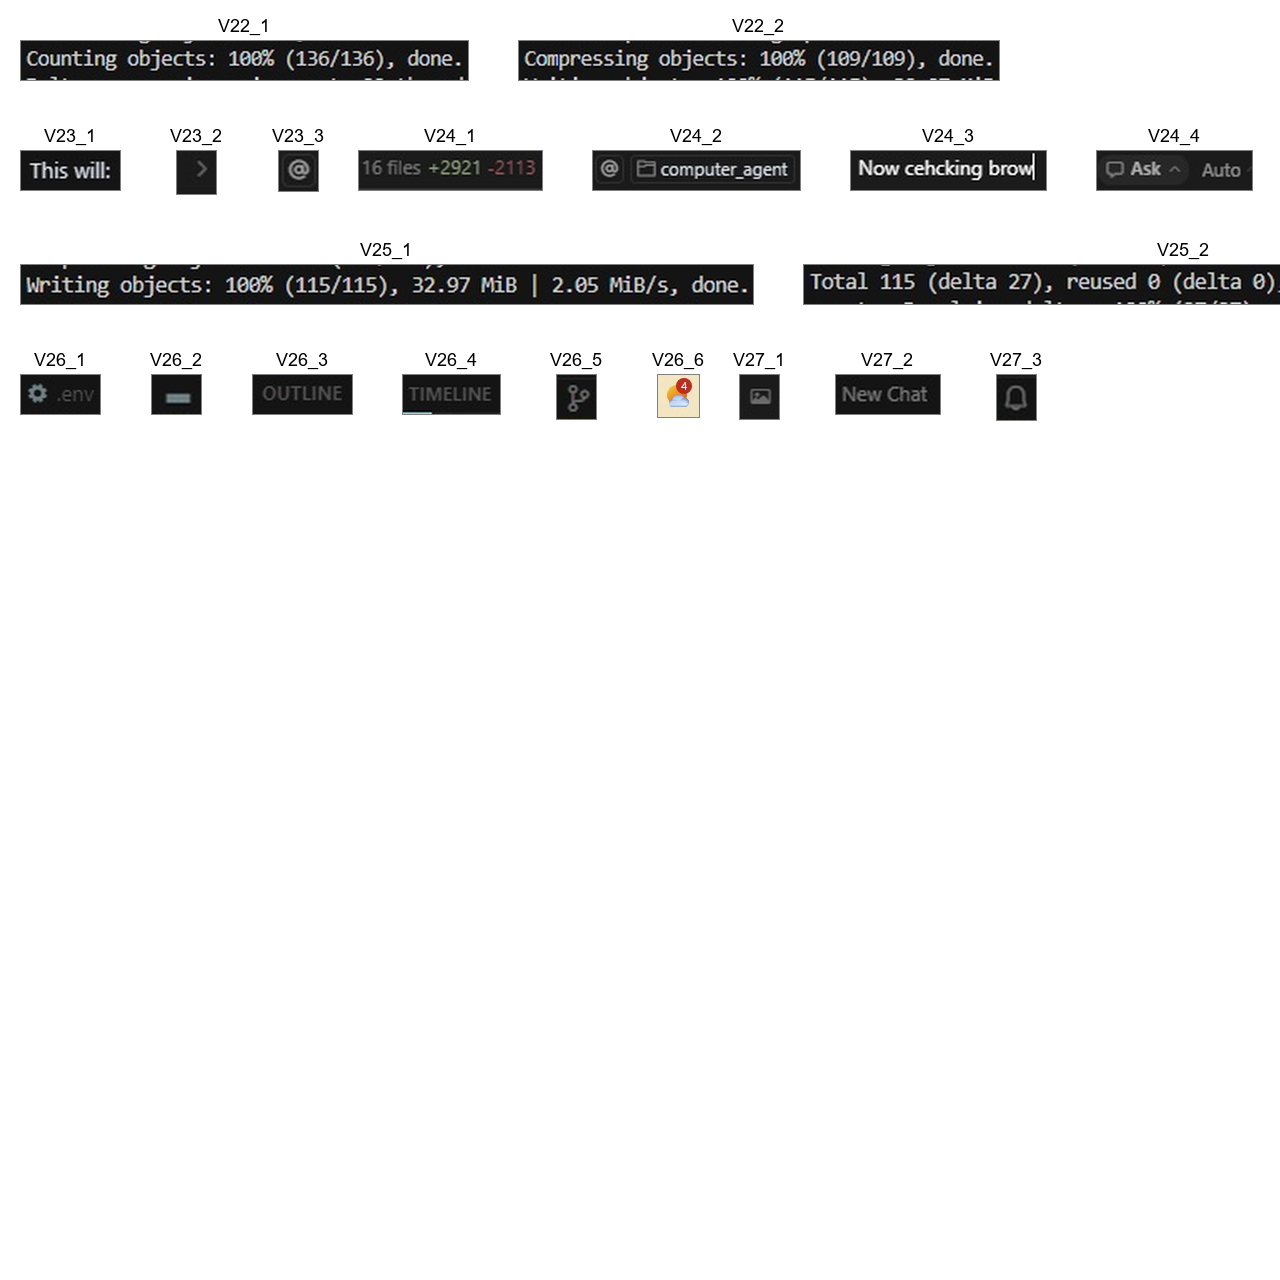 V22_1 V22_2
Counting objects: 100% (136/136), done. Compressing objects: 100% (109/109), done.
V23_1 V23_2 V23_3 V24_1 V24_2 V24_3 V24_4
This will: > @ 16 files +2921 -2113 @ computer_agent Now cehcking brow Ask Auto
V25_1 V25_2
Writing objects: 100% (115/115), 32.97 MiB | 2.05 MiB/s, done. Total 115 (delta 27), reused 0 (delta 0),
V26_1 V26_2 V26_3 V26_4 V26_5 V26_6 V27_1 V27_2 V27_3
.env OUTLINE TIMELINE 4 New Chat